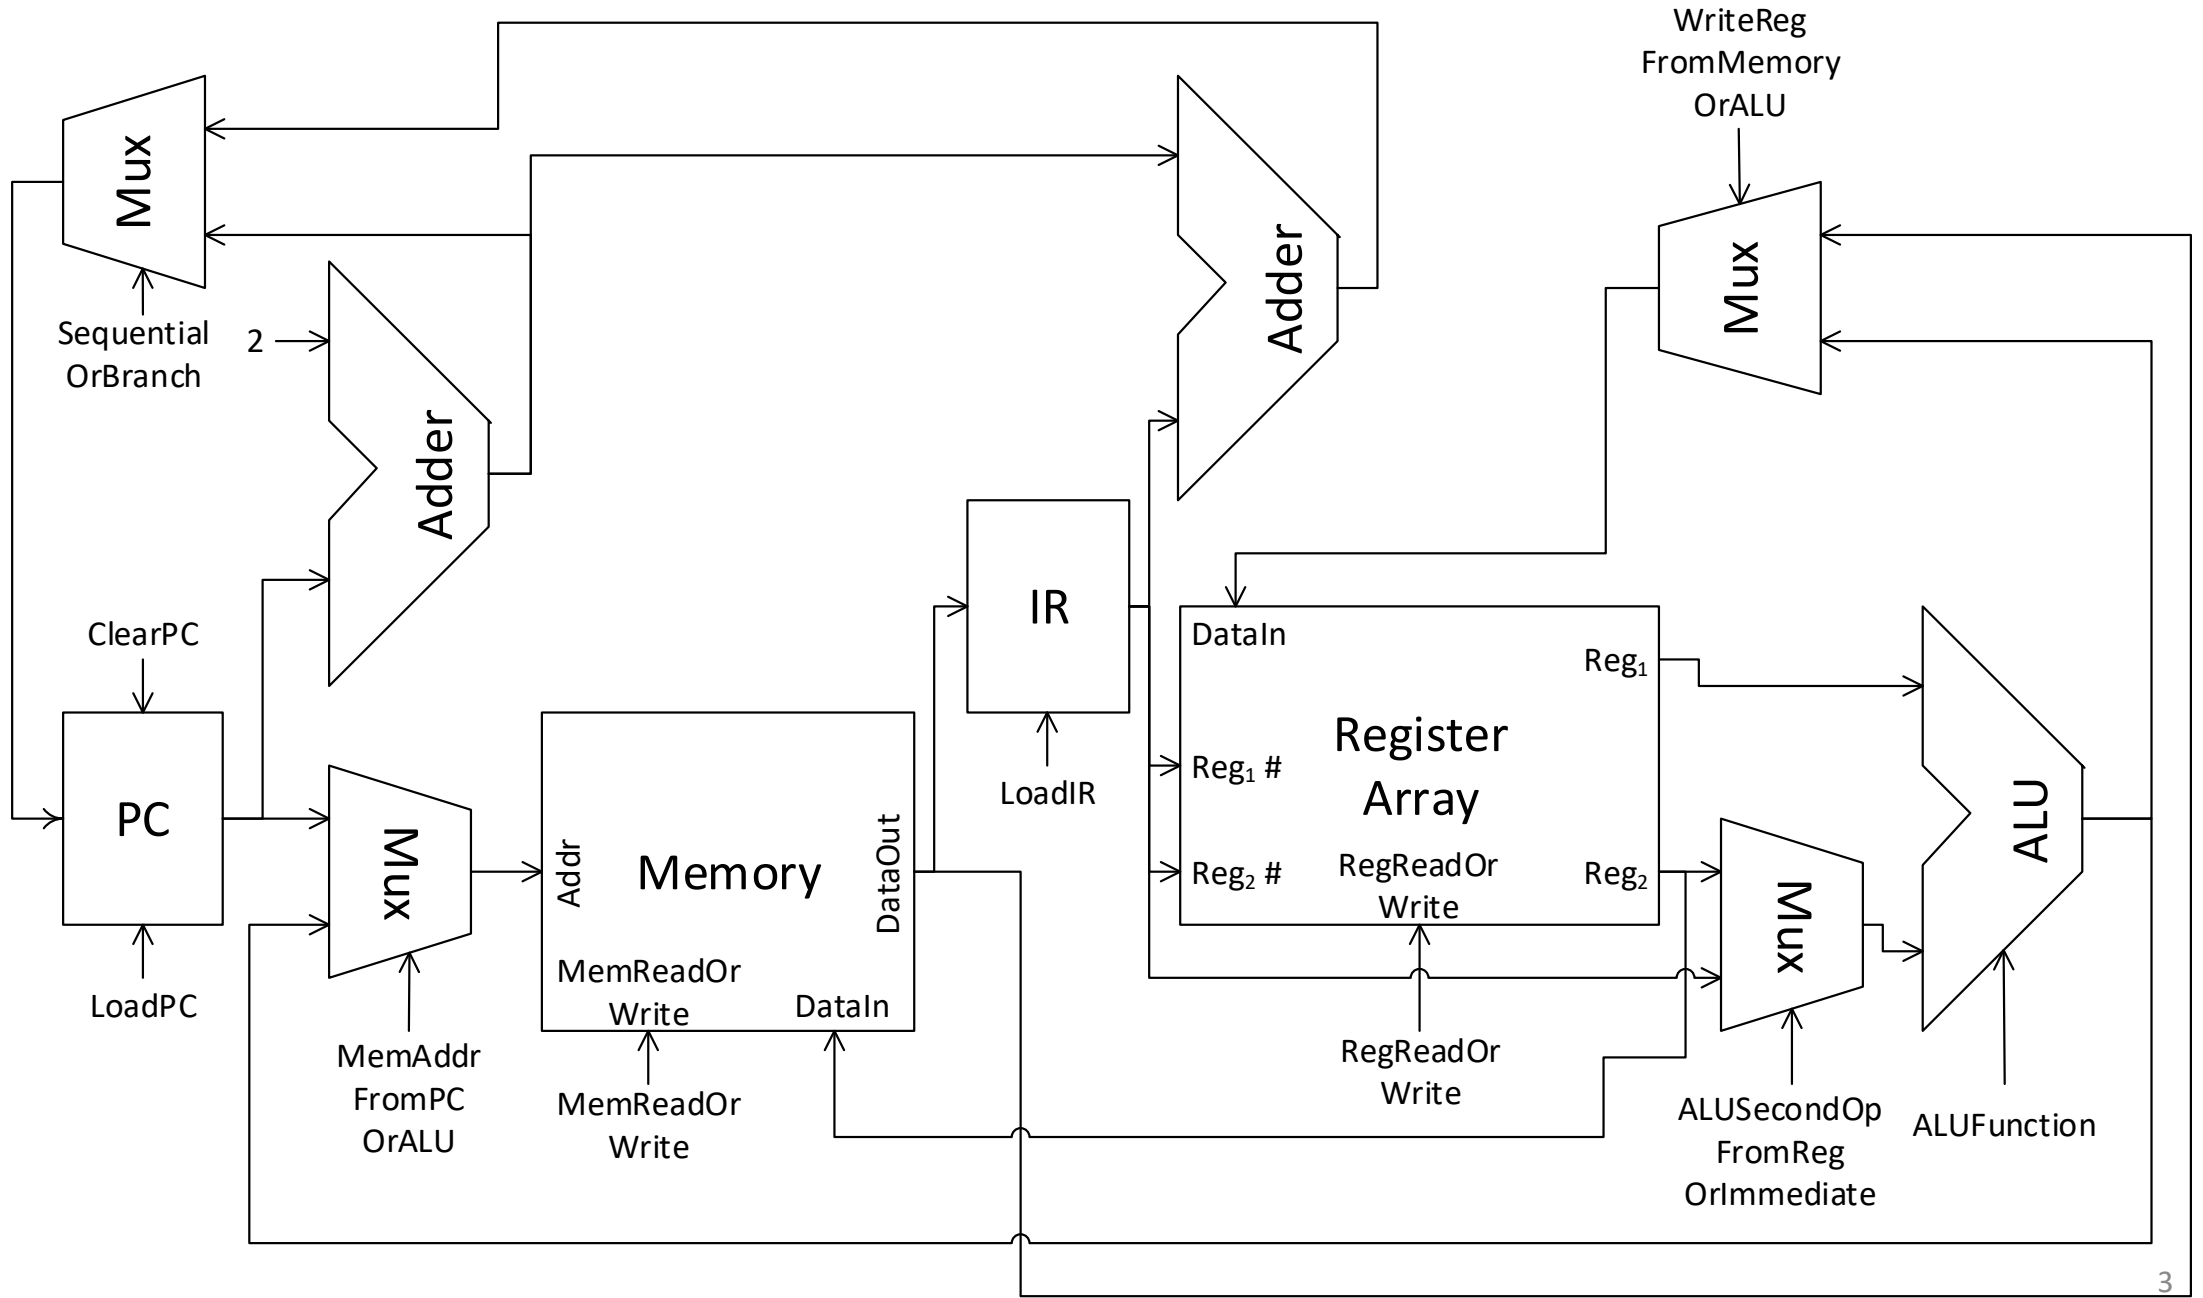 WriteReg
FromMemory
OrALU
Mux
Sequential
OrBranch
2
Adder
Adder
Mux
ClearPC
PC
LoadPC
Mux
MemAddr
FromPC
OrALU
Addr
Memory
DataOut
MemReadOr
Write
DataIn
MemReadOr
Write
IR
LoadIR
DataIn
Reg1
Register
Array
Reg1 #
Reg2 #
RegReadOr
Write
Reg2
RegReadOr
Write
Mux
ALUSecondOp
FromReg
OrImmediate
ALU
ALUFunction
3